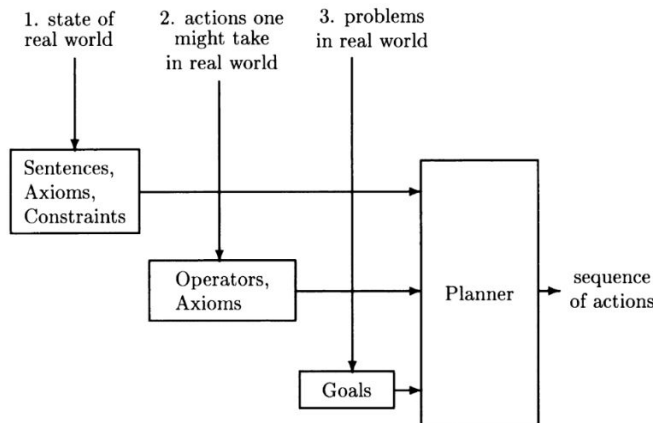 1. state of
real world
2. actions one
might take
in real world
3. problems
in real world
Sentences,
Axioms,
Constraints
Operators,
Axioms
Goals
Planner
sequence
of actions